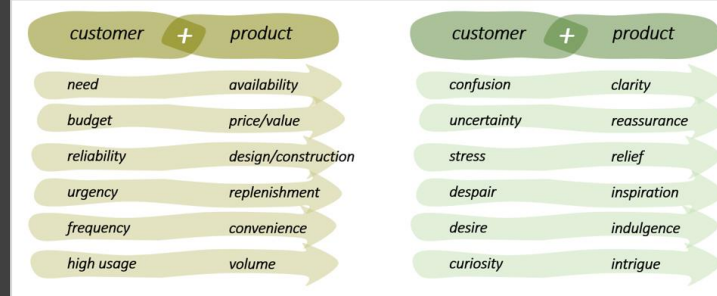 customer + product
need availability
budget price/value
reliability design/construction
urgency replenishment
frequency convenience
high usage volume
customer + product
confusion clarity
uncertainty reassurance
stress relief
despair inspiration
desire indulgence
curiosity intrigue